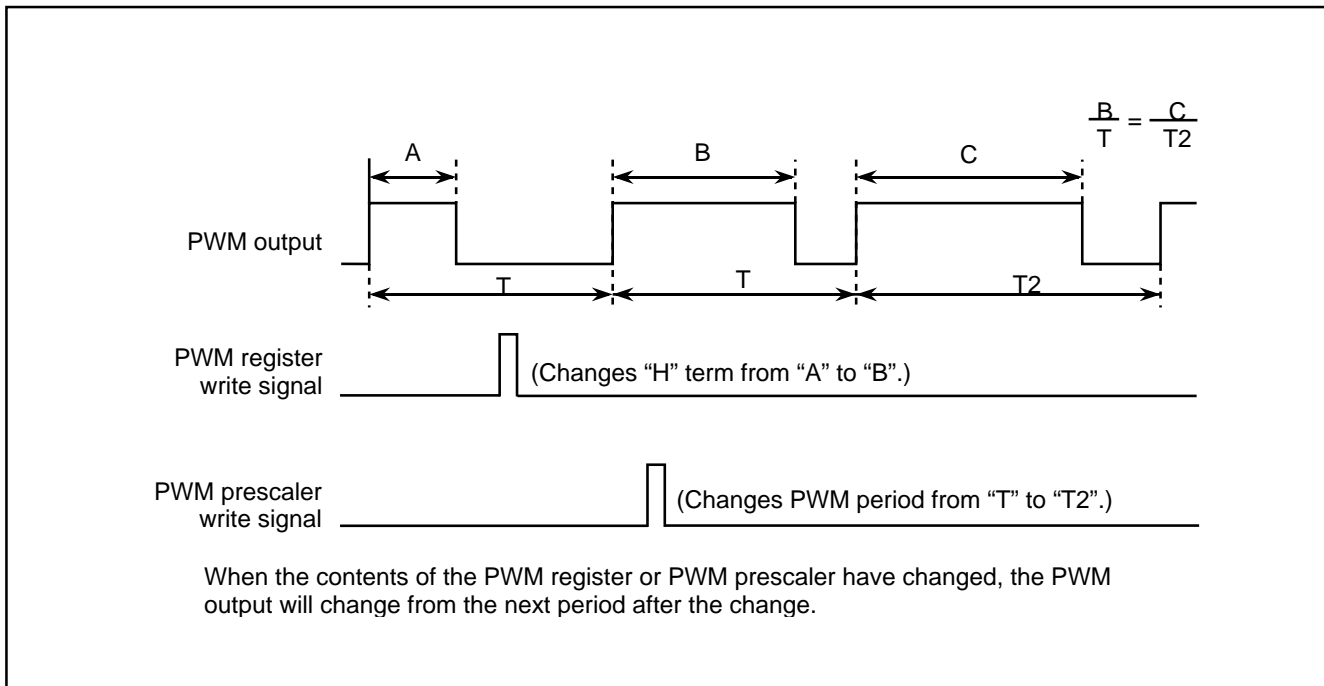 B/T = C/T2
A
B
C
PWM output
T
T
T2
PWM register
write signal
(Changes “H” term from “A” to “B”.)
PWM prescaler
write signal
(Changes PWM period from “T” to “T2”.)
When the contents of the PWM register or PWM prescaler have changed, the PWM
output will change from the next period after the change.